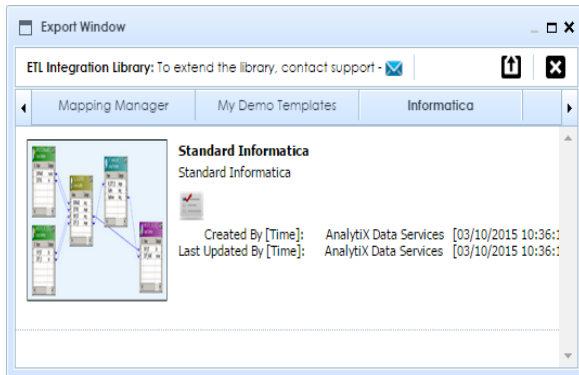 Export Window
ETL Integration Library: To extend the library, contact support -
Mapping Manager My Demo Templates Informatica
Standard Informatica
Standard Informatica
Created By [Time]: AnalytiX Data Services [03/10/2015 10:36:1
Last Updated By [Time]: AnalytiX Data Services [03/10/2015 10:36:1